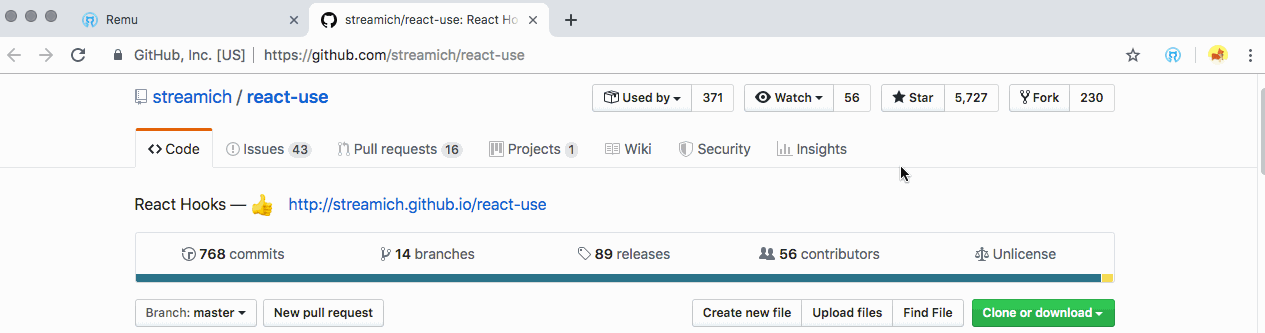 Remu
streamich/react-use: React Ho
GitHub, Inc. [US] https://github.com/streamich/react-use
streamich / react-use
Used by 371 Watch 56 Star 5,727 Fork 230
Code Issues 43 Pull requests 16 Projects 1 Wiki Security Insights
React Hooks — 👍 http://streamich.github.io/react-use
768 commits 14 branches 89 releases 56 contributors Unlicense
Branch: master New pull request Create new file Upload files Find File Clone or download